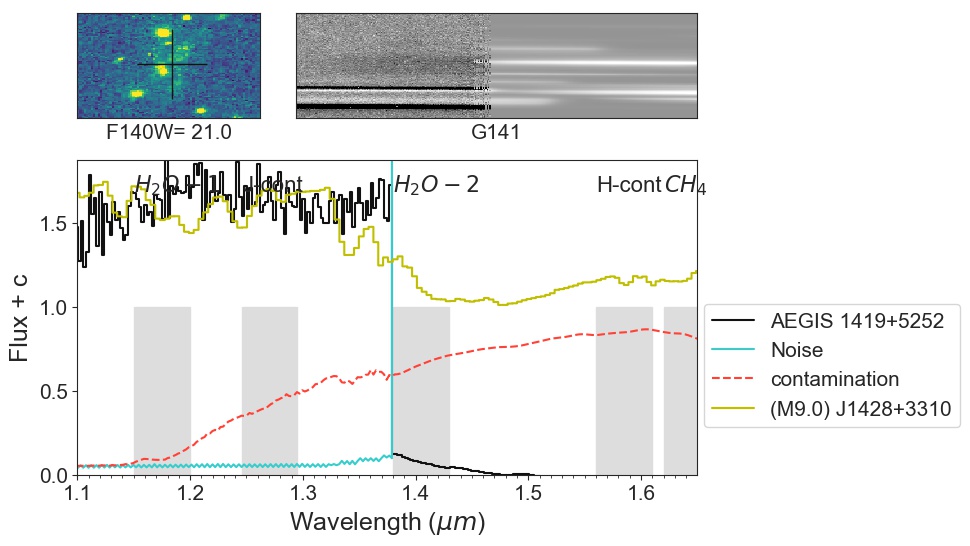 F140W= 21.0
G141
H₂O − 1 J-cont H₂O − 2 H-cont CH₄
1.5
1.0
0.5
0.0
Flux + c
1.1 1.2 1.3 1.4 1.5 1.6
Wavelength (μm)
AEGIS 1419+5252
Noise
contamination
(M9.0) J1428+3310